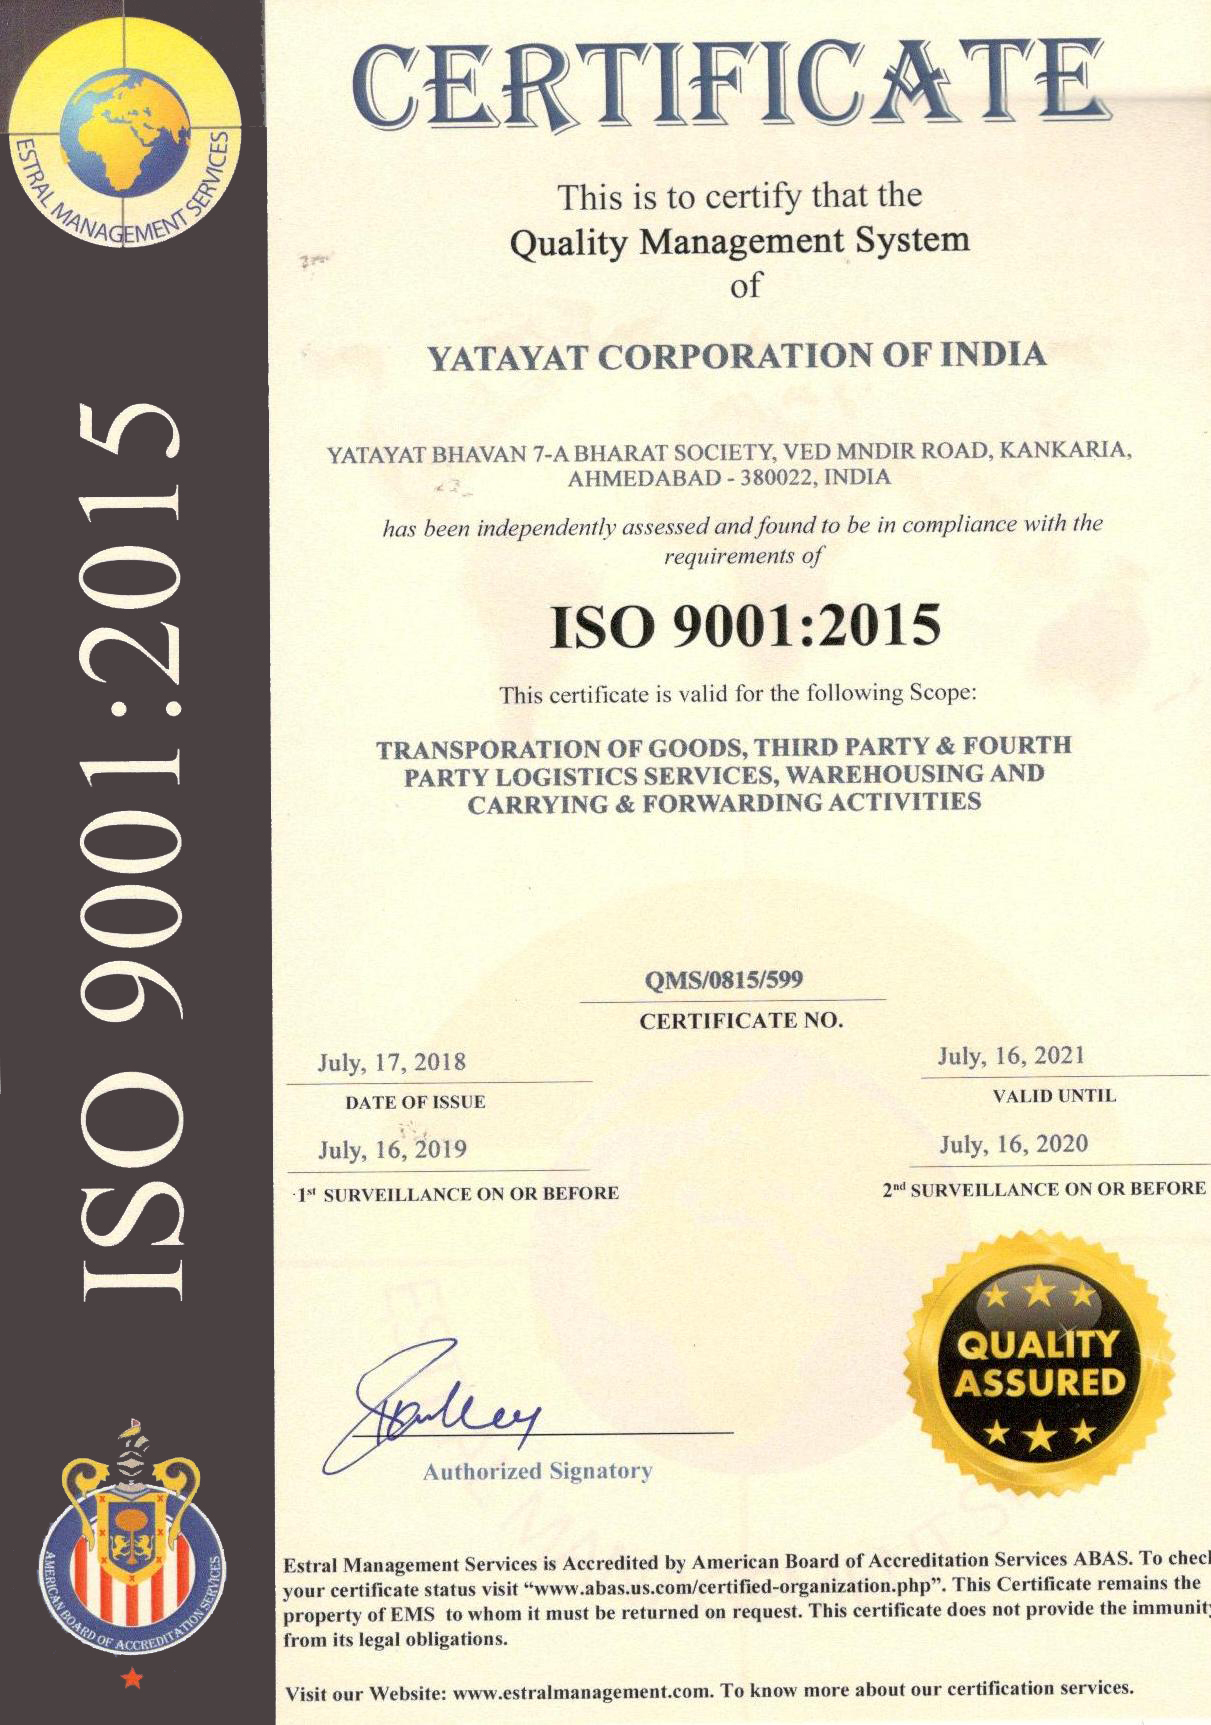 ESTRAL MANAGEMENT SERVICES
ISO 9001:2015
AMERICAN BOARD OF ACCREDITATION SERVICES
CERTIFICATE
This is to certify that the
Quality Management System
of
YATAYAT CORPORATION OF INDIA
YATAYAT BHAVAN 7-A BHARAT SOCIETY, VED MNDIR ROAD, KANKARIA,
AHMEDABAD - 380022, INDIA
has been independently assessed and found to be in compliance with the
requirements of
ISO 9001:2015
This certificate is valid for the following Scope:
TRANSPORATION OF GOODS, THIRD PARTY & FOURTH
PARTY LOGISTICS SERVICES, WAREHOUSING AND
CARRYING & FORWARDING ACTIVITIES
QMS/0815/599
CERTIFICATE NO.
July, 17, 2018
DATE OF ISSUE
July, 16, 2021
VALID UNTIL
July, 16, 2019
1st SURVEILLANCE ON OR BEFORE
July, 16, 2020
2nd SURVEILLANCE ON OR BEFORE
QUALITY
ASSURED
Authorized Signatory
Estral Management Services is Accredited by American Board of Accreditation Services ABAS. To chec
your certificate status visit “www.abas.us.com/certified-organization.php”. This Certificate remains the
property of EMS to whom it must be returned on request. This certificate does not provide the immunity
from its legal obligations.
Visit our Website: www.estralmanagement.com. To know more about our certification services.